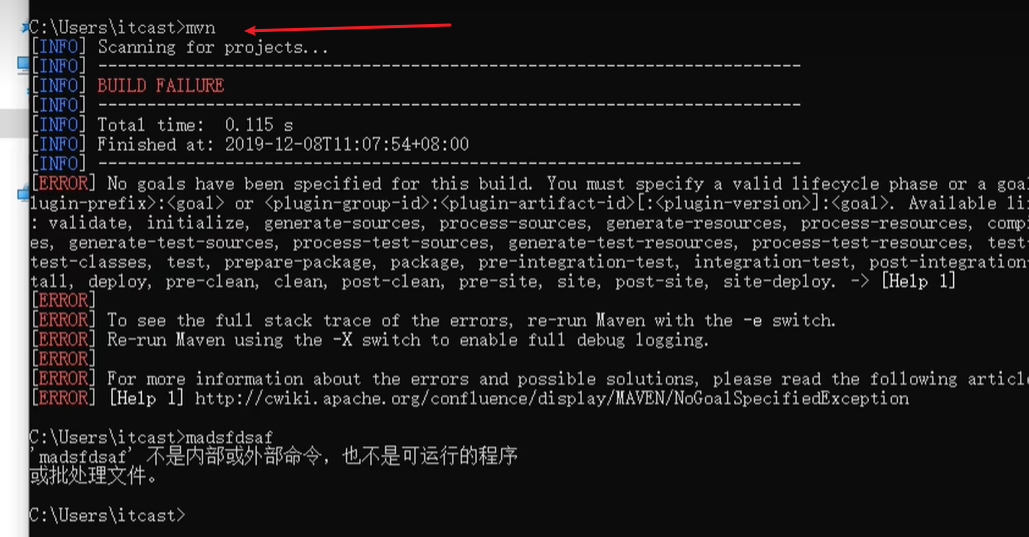 C:\Users\itcast>mvn
[INFO] Scanning for projects...
[INFO] ------------------------------------------------------------------------
[INFO] BUILD FAILURE
[INFO] ------------------------------------------------------------------------
[INFO] Total time:  0.115 s
[INFO] Finished at: 2019-12-08T11:07:54+08:00
[INFO] ------------------------------------------------------------------------
[ERROR] No goals have been specified for this build. You must specify a valid lifecycle phase or a goa
lugin-prefix>:<goal> or <plugin-group-id>:<plugin-artifact-id>[:<plugin-version>]:<goal>. Available li
: validate, initialize, generate-sources, process-sources, generate-resources, process-resources, comp
es, generate-test-sources, process-test-sources, generate-test-resources, process-test-resources, test
test-classes, test, prepare-package, package, pre-integration-test, integration-test, post-integration
tall, deploy, pre-clean, clean, post-clean, pre-site, site, post-site, site-deploy. -> [Help 1]
[ERROR]
[ERROR] To see the full stack trace of the errors, re-run Maven with the -e switch.
[ERROR] Re-run Maven using the -X switch to enable full debug logging.
[ERROR]
[ERROR] For more information about the errors and possible solutions, please read the following article
[ERROR] [Help 1] http://cwiki.apache.org/confluence/display/MAVEN/NoGoalSpecifiedException
C:\Users\itcast>madsfdsaf
'madsfdsaf' 不是内部或外部命令，也不是可运行的程序
或批处理文件。
C:\Users\itcast>